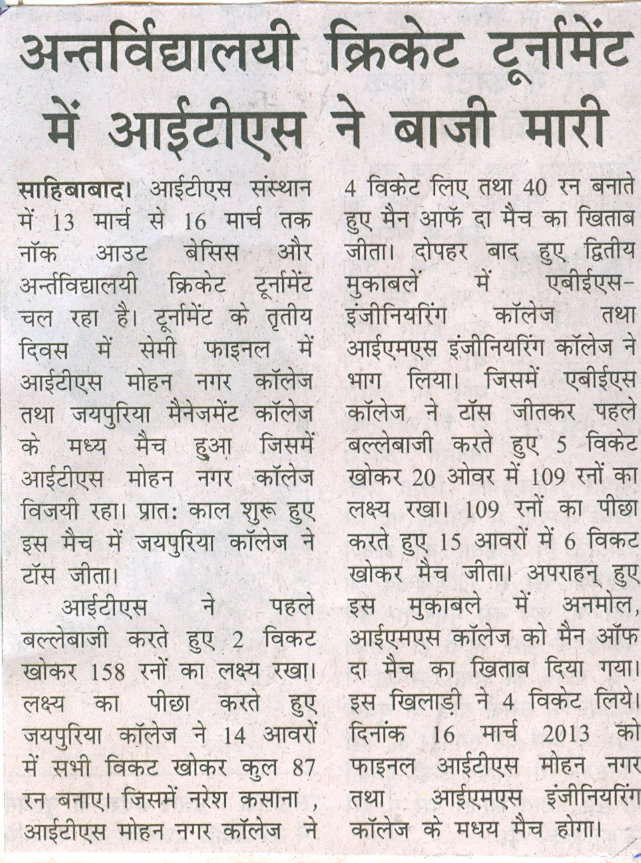 अन्तर्विद्यालयी क्रिकेट टूर्नामेंट
में आईटीएस ने बाजी मारी
साहिबाबाद। आईटीएस संस्थान
में 13 मार्च से 16 मार्च तक
नॉक आउट बेसिस और
अर्न्तविद्यालयी क्रिकेट टूर्नामेंट
चल रहा है। टूर्नामेंट के तृतीय
दिवस में सेमी फाइनल में
आईटीएस मोहन नगर कॉलेज
तथा जयपुरिया मैनेजमेंट कॉलेज
के मध्य मैच हुआ जिसमें
आईटीएस मोहन नगर कॉलेज
विजयी रहा। प्रात: काल शुरू हुए
इस मैच में जयपुरिया कॉलेज ने
टॉस जीता।
आईटीएस ने पहले
बल्लेबाजी करते हुए 2 विकट
खोकर 158 रनों का लक्ष्य रखा।
लक्ष्य का पीछा करते हुए
जयपुरिया कॉलेज ने 14 आवरों
में सभी विकट खोकर कुल 87
रन बनाए। जिसमें नरेश कसाना ,
आईटीएस मोहन नगर कॉलेज ने
4 विकेट लिए तथा 40 रन बनाते
हुए मैन आफॅ दा मैच का खिताब
जीता। दोपहर बाद हुए द्वितीय
मुकाबलें में एबीईएस-
इंजीनियरिंग कॉलेज तथा
आईएमएस इंजीनियरिंग कॉलेज ने
भाग लिया। जिसमें एबीईएस
कॉलेज ने टॉस जीतकर पहले
बल्लेबाजी करते हुए 5 विकेट
खोकर 20 ओवर में 109 रनों का
लक्ष्य रखा। 109 रनों का पीछा
करते हुए 15 आवरों में 6 विकट
खोकर मैच जीता। अपराहन् हुए
इस मुकाबले में अनमोल,
आईएमएस कॉलेज को मैन ऑफ
दा मैच का खिताब दिया गया।
इस खिलाड़ी ने 4 विकेट लिये।
दिनांक 16 मार्च 2013 को
फाइनल आईटीएस मोहन नगर
तथा आईएमएस इंजीनियरिंग
कॉलेज के मधय मैच होगा।